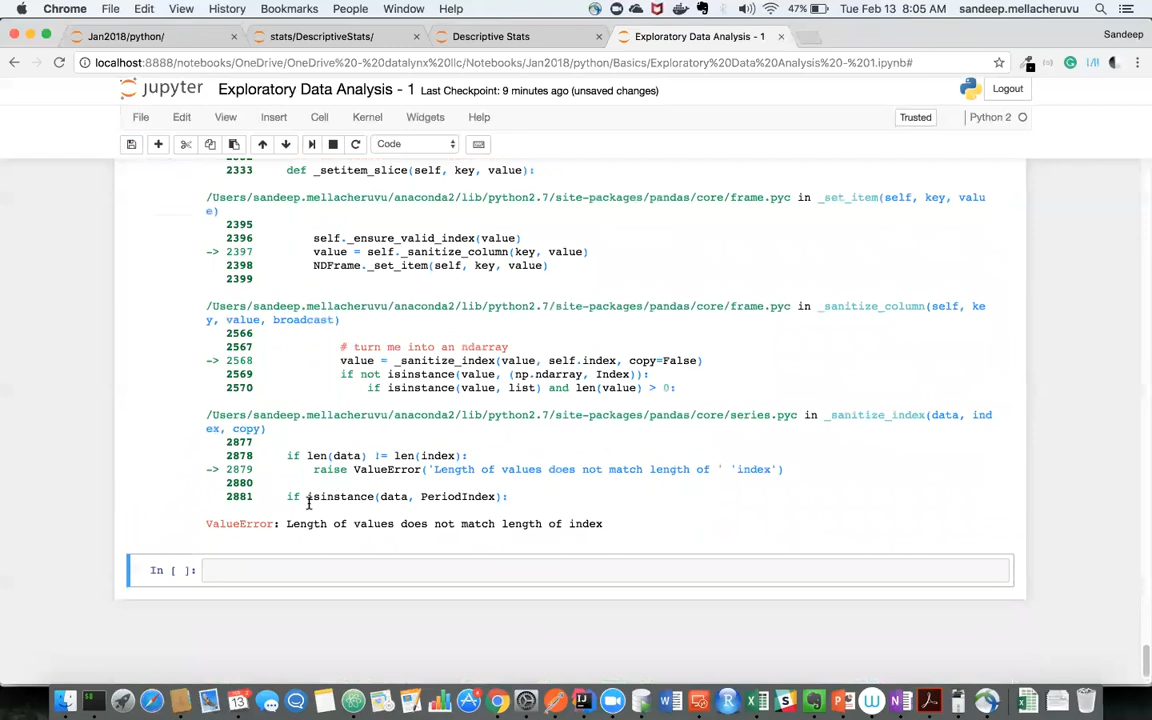 Chrome File Edit View History Bookmarks People Window Help 47% Tue Feb 13 8:05 AM sandeep.mellacheruvu
Jan2018/python/ stats/DescriptiveStats/ Descriptive Stats Exploratory Data Analysis - 1 Sandeep
localhost:8888/notebooks/OneDrive/OneDrive%20-%20datalynx%20llc/Notebooks/Jan2018/python/Basics/Exploratory%20Data%20Analysis%20-%201.ipynb#
jupyter Exploratory Data Analysis - 1 Last Checkpoint: 9 minutes ago (unsaved changes) Logout
File Edit View Insert Cell Kernel Widgets Help Trusted Python 2
Code
2333 def _setitem_slice(self, key, value):
/Users/sandeep.mellacheruvu/anaconda2/lib/python2.7/site-packages/pandas/core/frame.pyc in _set_item(self, key, valu
e)
2395
2396 self._ensure_valid_index(value)
-> 2397 value = self._sanitize_column(key, value)
2398 NDFrame._set_item(self, key, value)
2399
/Users/sandeep.mellacheruvu/anaconda2/lib/python2.7/site-packages/pandas/core/frame.pyc in _sanitize_column(self, ke
y, value, broadcast)
2566
2567 # turn me into an ndarray
-> 2568 value = _sanitize_index(value, self.index, copy=False)
2569 if not isinstance(value, (np.ndarray, Index)):
2570 if isinstance(value, list) and len(value) > 0:
/Users/sandeep.mellacheruvu/anaconda2/lib/python2.7/site-packages/pandas/core/series.pyc in _sanitize_index(data, ind
ex, copy)
2877
2878 if len(data) != len(index):
-> 2879 raise ValueError('Length of values does not match length of ' 'index')
2880
2881 if isinstance(data, PeriodIndex):
ValueError: Length of values does not match length of index
In [ ]: